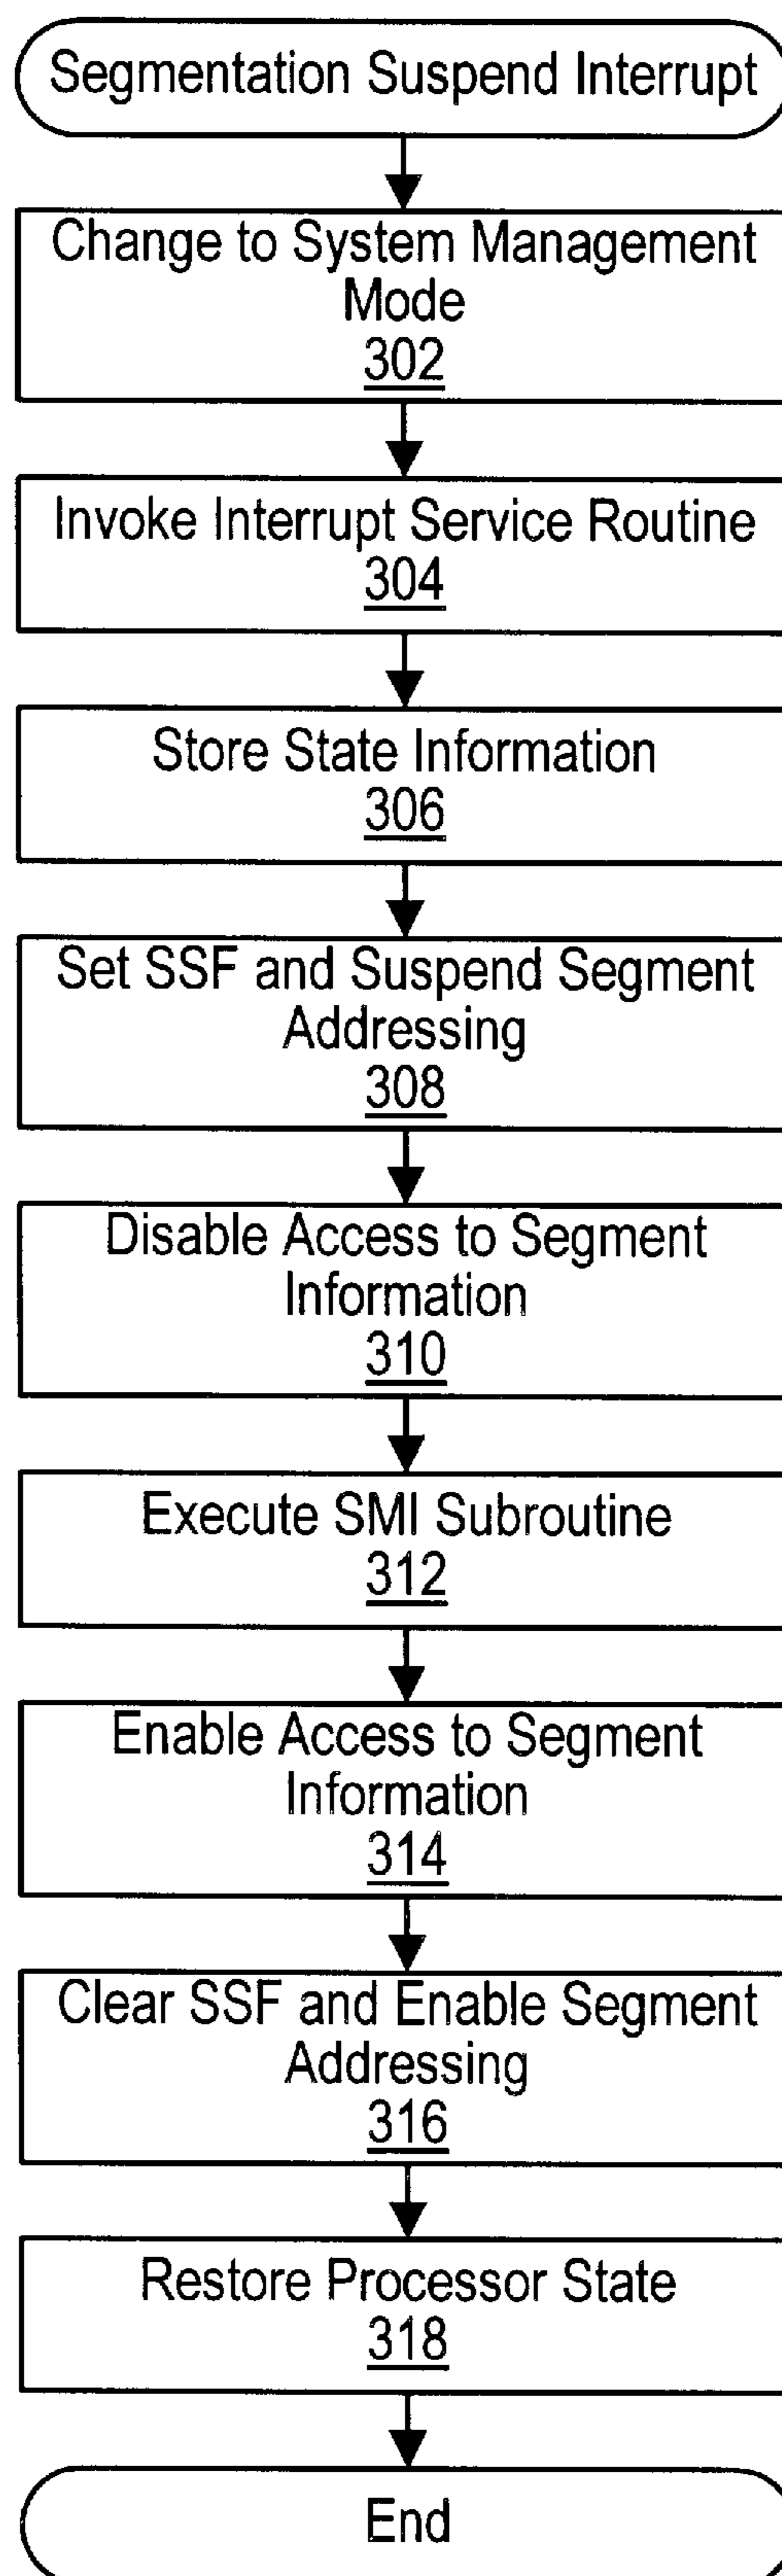 Segmentation Suspend Interrupt
Change to System Management
Mode
302
Invoke Interrupt Service Routine
304
Store State Information
306
Set SSF and Suspend Segment
Addressing
308
Disable Access to Segment
Information
310
Execute SMI Subroutine
312
Enable Access to Segment
Information
314
Clear SSF and Enable Segment
Addressing
316
Restore Processor State
318
End